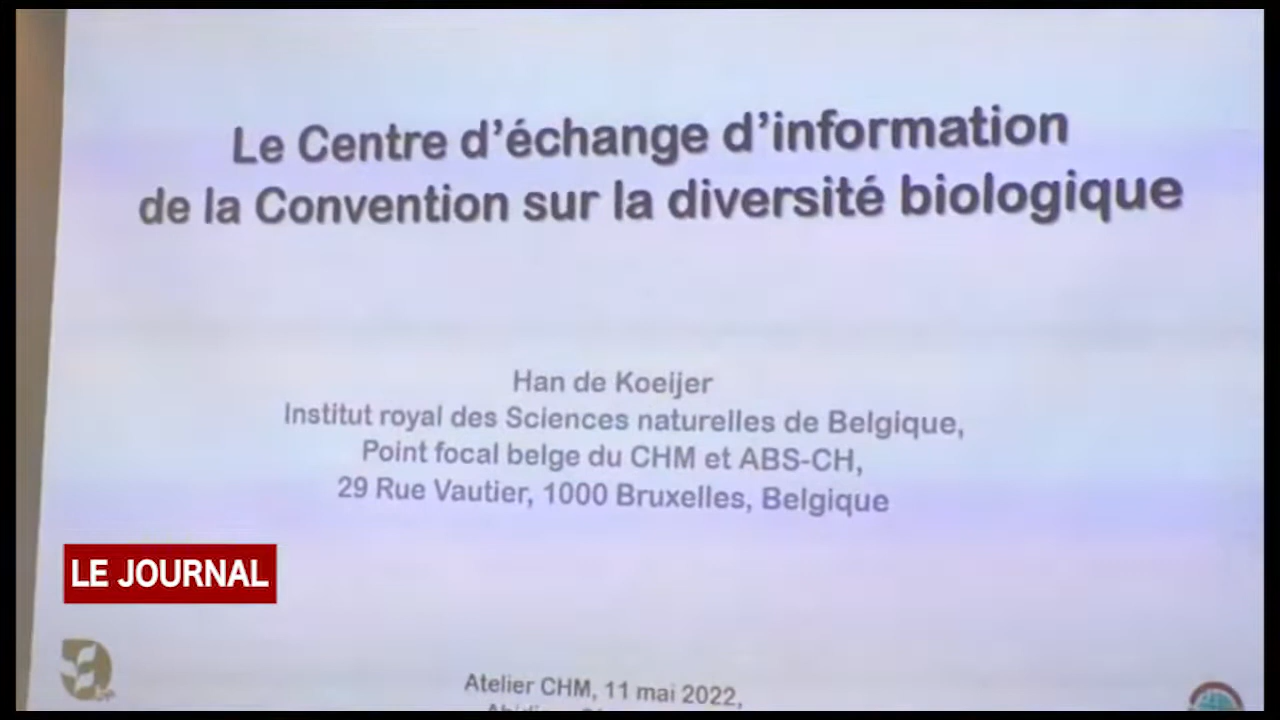 Le Centre d'échange d'information
de la Convention sur la diversité biologique
Han de Koeijer
Institut royal des Sciences naturelles de Belgique,
Point focal belge du CHM et ABS-CH,
29 Rue Vautier, 1000 Bruxelles, Belgique
LE JOURNAL
Atelier CHM, 11 mai 2022,